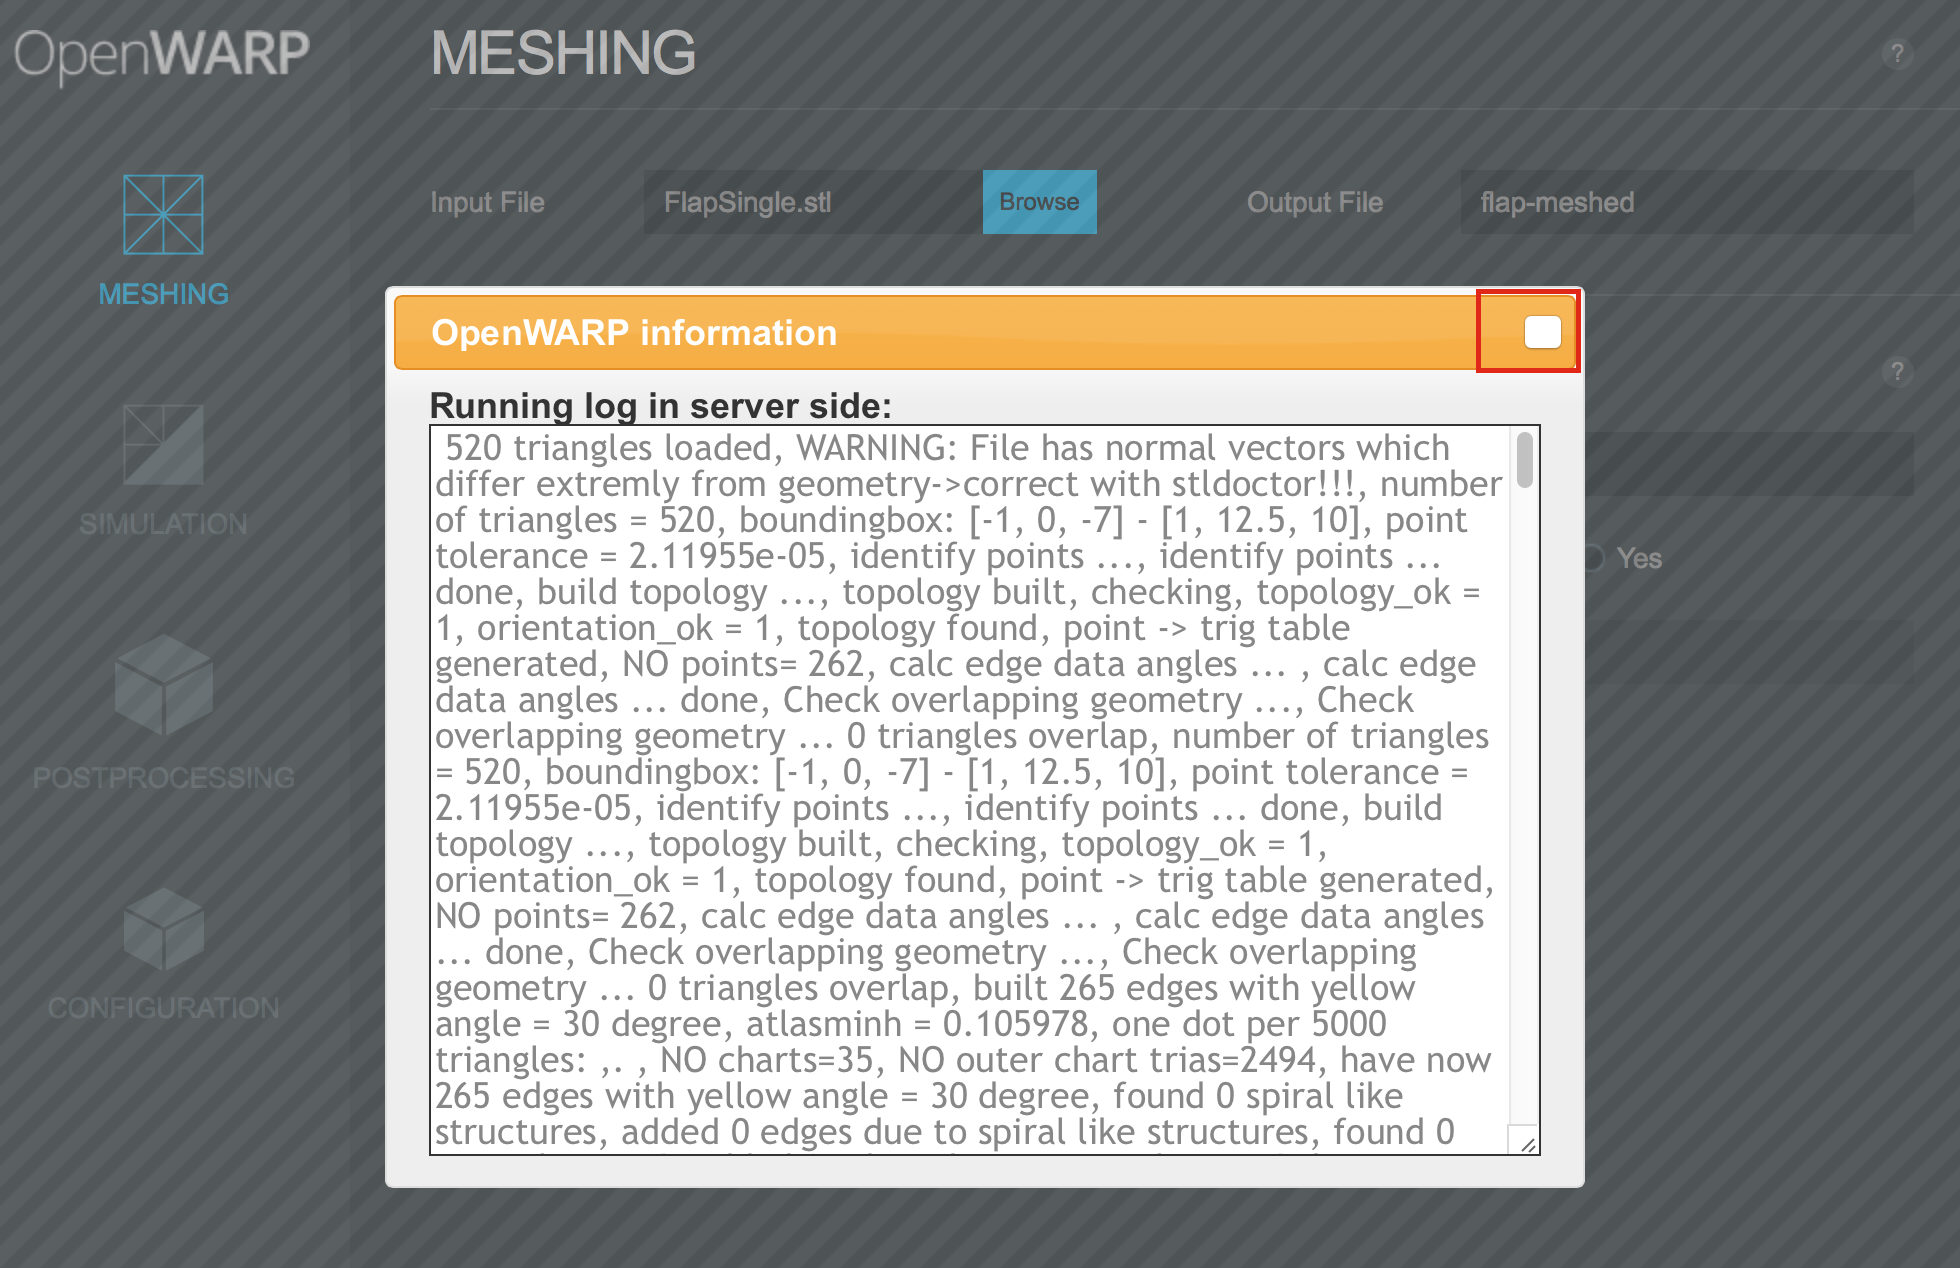 OpenWARP
MESHING
?
Input File
FlapSingle.stl
Browse
Output File
flap-meshed
MESHING
SIMULATION
POSTPROCESSING
CONFIGURATION
?
Yes
OpenWARP information
Running log in server side:
520 triangles loaded, WARNING: File has normal vectors which
differ extremly from geometry->correct with stldoctor!!!, number
of triangles = 520, boundingbox: [-1, 0, -7] - [1, 12.5, 10], point
tolerance = 2.11955e-05, identify points ..., identify points ...
done, build topology ..., topology built, checking, topology_ok =
1, orientation_ok = 1, topology found, point -> trig table
generated, NO points= 262, calc edge data angles ... , calc edge
data angles ... done, Check overlapping geometry ..., Check
overlapping geometry ... 0 triangles overlap, number of triangles
= 520, boundingbox: [-1, 0, -7] - [1, 12.5, 10], point tolerance =
2.11955e-05, identify points ..., identify points ... done, build
topology ..., topology built, checking, topology_ok = 1,
orientation_ok = 1, topology found, point -> trig table generated,
NO points= 262, calc edge data angles ... , calc edge data angles
... done, Check overlapping geometry ..., Check overlapping
geometry ... 0 triangles overlap, built 265 edges with yellow
angle = 30 degree, atlasminh = 0.105978, one dot per 5000
triangles: ,. , NO charts=35, NO outer chart trias=2494, have now
265 edges with yellow angle = 30 degree, found 0 spiral like
structures, added 0 edges due to spiral like structures, found 0